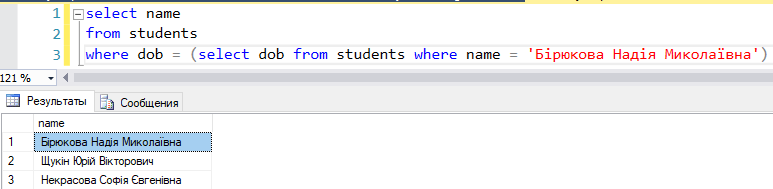 1 select name
2 from students
3 where dob = (select dob from students where name = 'Бірюкова Надія Миколаївна')
121 %
Результаты Сообщения
name
1 Бірюкова Надія Миколаївна
2 Щукін Юрій Вікторович
3 Некрасова Софія Євгенівна